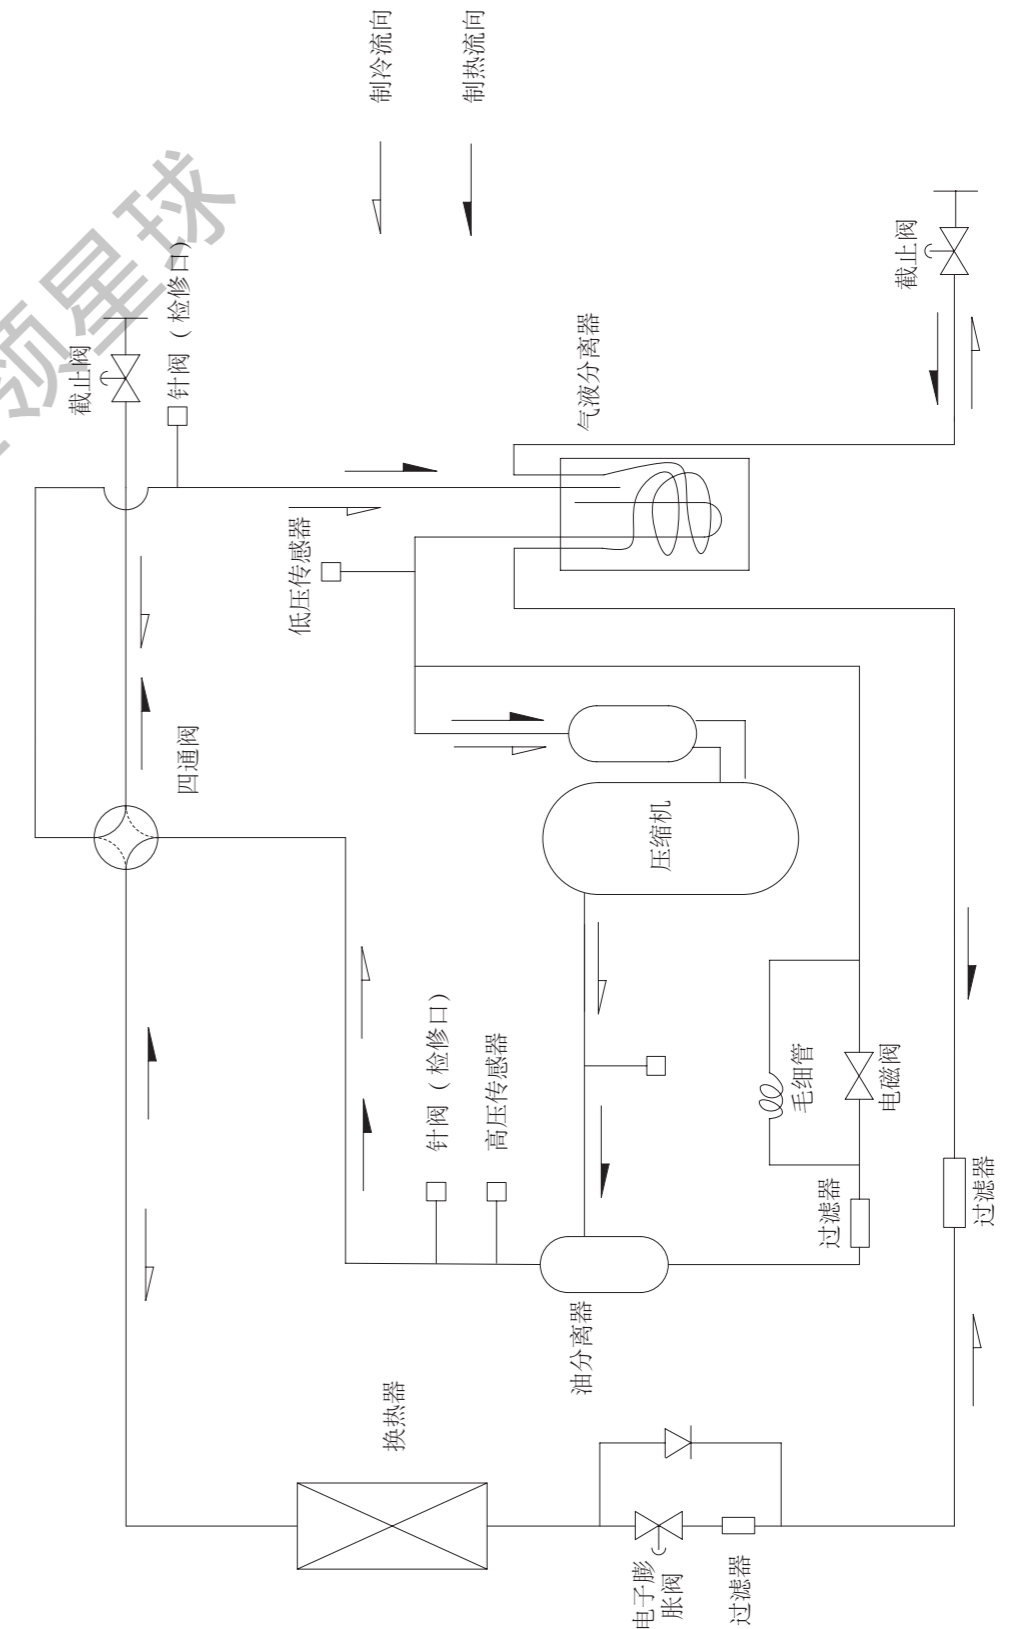 制冷流向
制热流向
领星球
截止阀
针阀（检修口）
截止阀
气液分离器
低压传感器
四通阀
压缩机
针阀（检修口）
高压传感器
毛细管
电磁阀
过滤器
过滤器
油分离器
换热器
电子膨
胀阀
过滤器